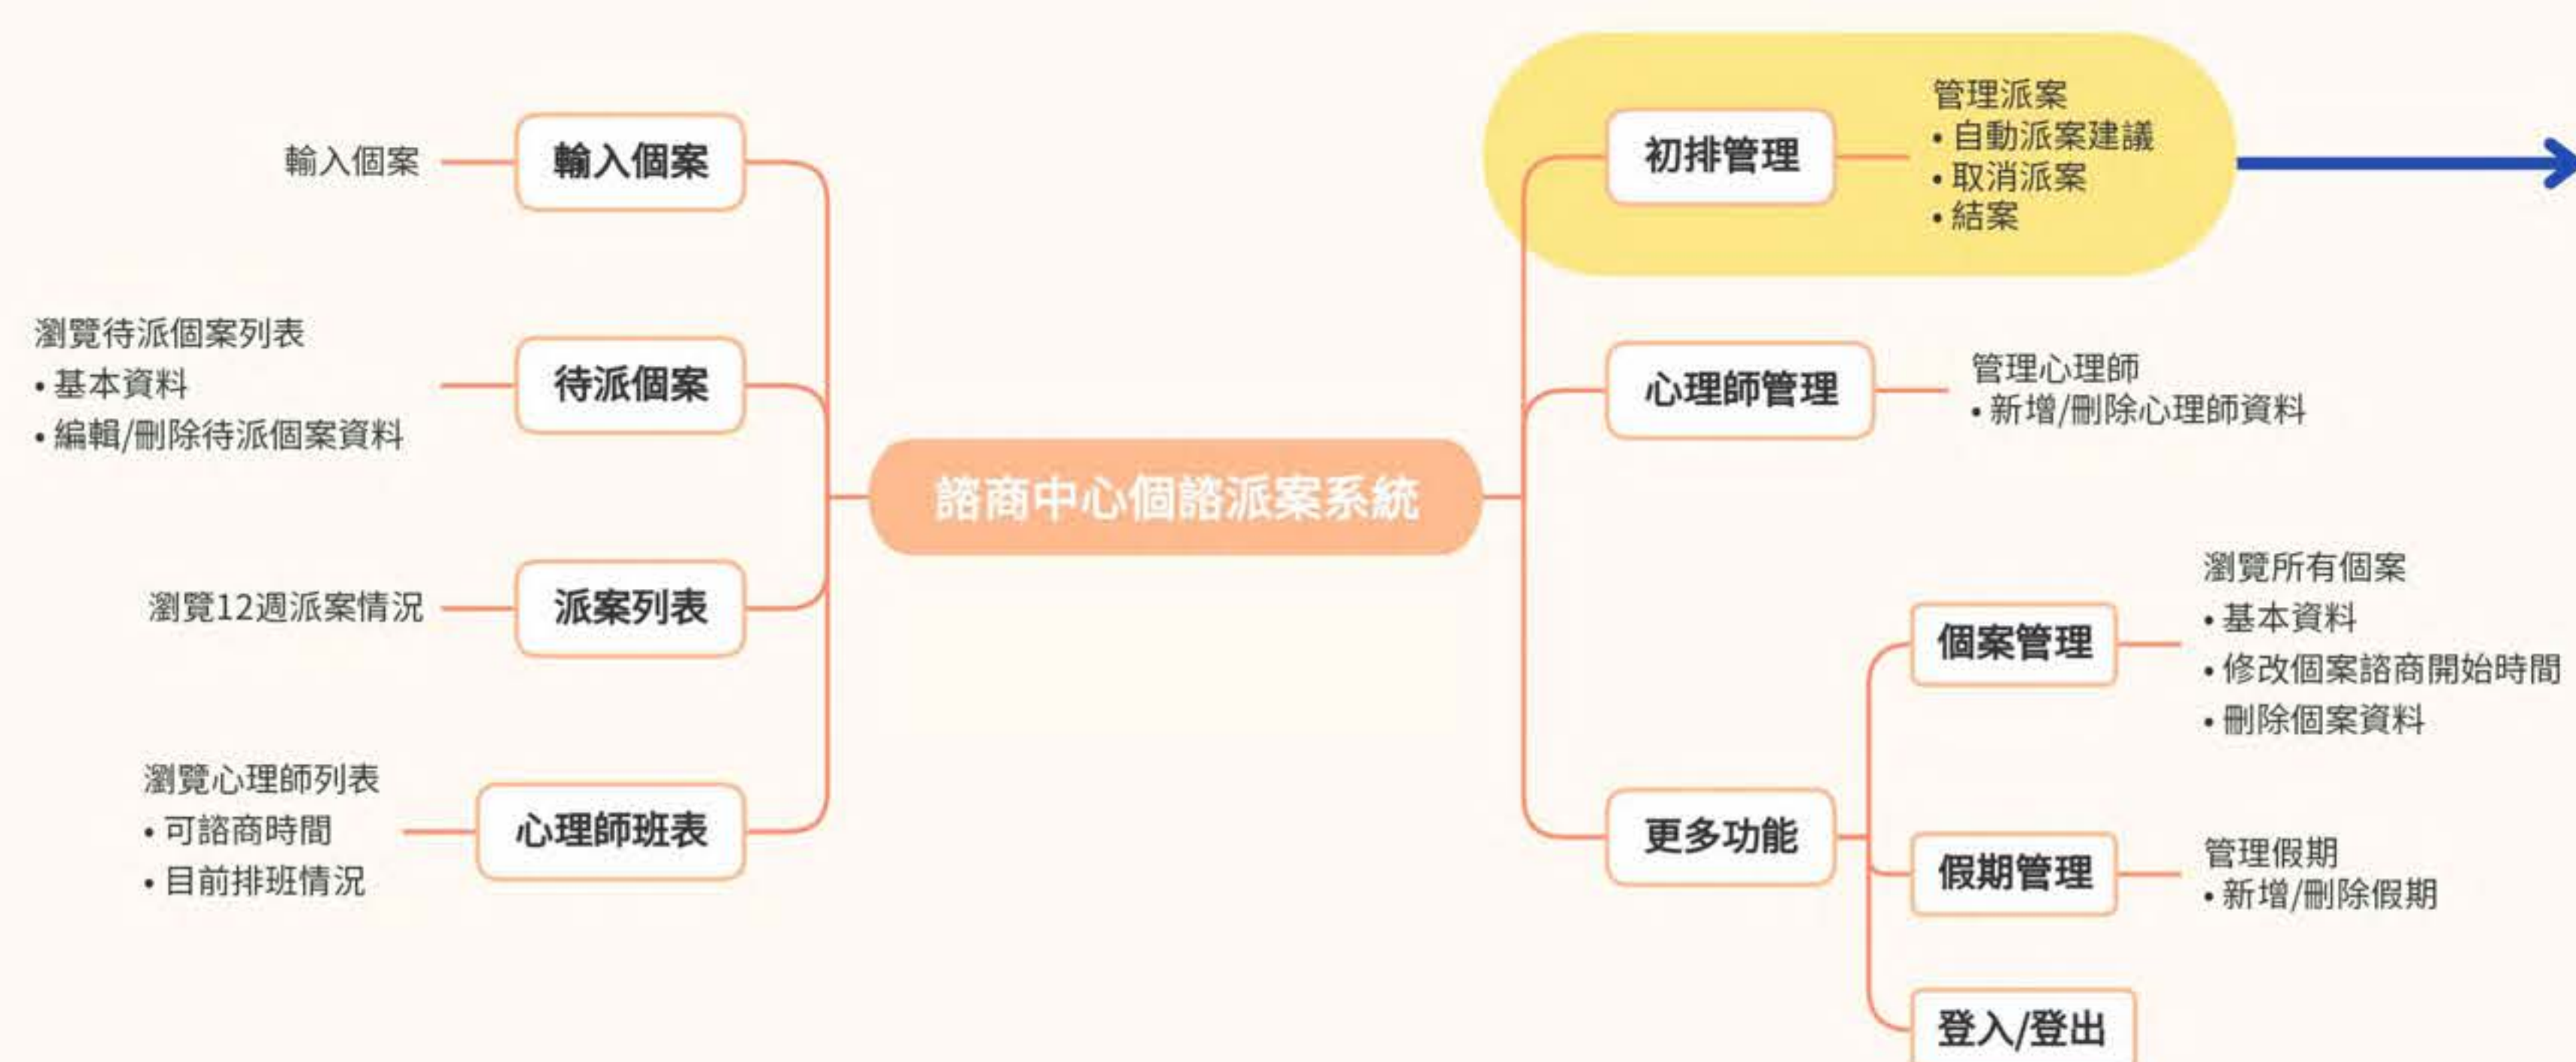 輸入個案
輸入個案
瀏覽待派個案列表
• 基本資料
• 編輯/刪除待派個案資料
待派個案
瀏覽12週派案情況
派案列表
瀏覽心理師列表
• 可諮商時間
• 目前排班情況
心理師班表
諮商中心個諮派案系統
初排管理
管理派案
• 自動派案建議
• 取消派案
• 結案
心理師管理
管理心理師
• 新增/刪除心理師資料
更多功能
個案管理
瀏覽所有個案
• 基本資料
• 修改個案諮商開始時間
• 刪除個案資料
假期管理
管理假期
• 新增/刪除假期
登入/登出